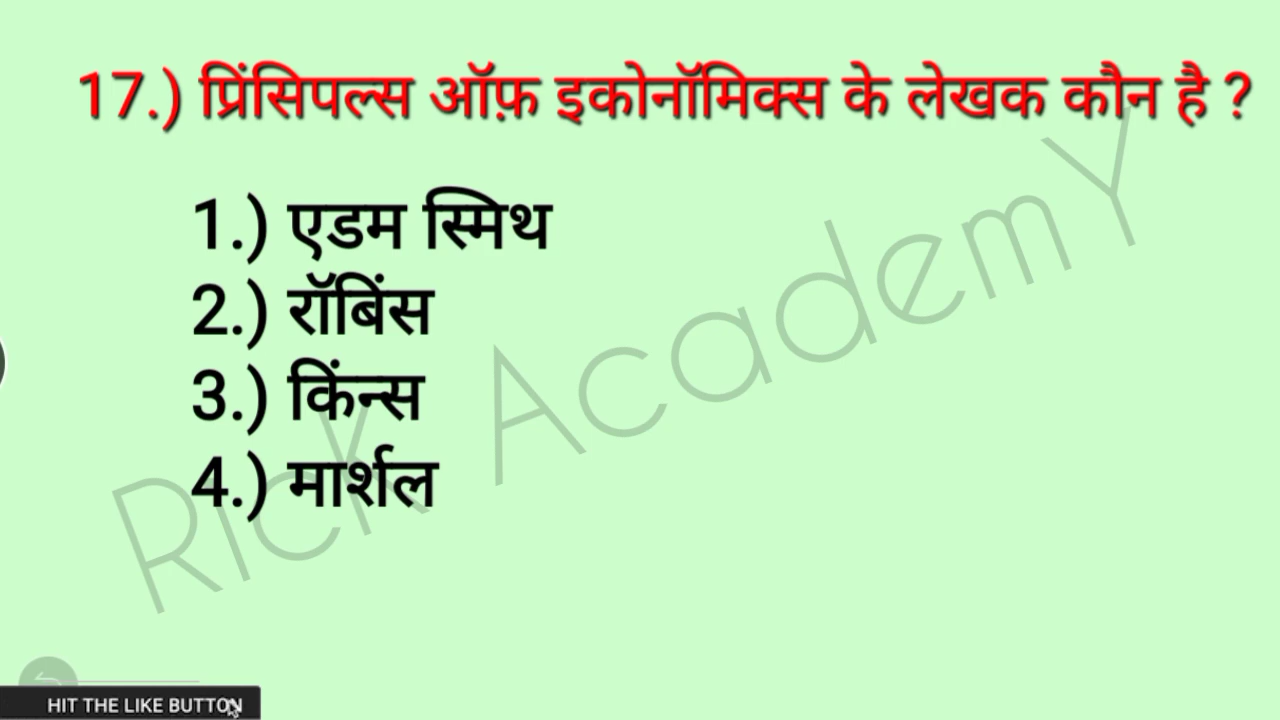 17.) प्रिंसिपल्स ऑफ़ इकोनॉमिक्स के लेखक कौन है ?
1.) एडम स्मिथ
2.) रॉबिंस
3.) किंन्स
4.) मार्शल
Rick AcademY
HIT THE LIKE BUTTON